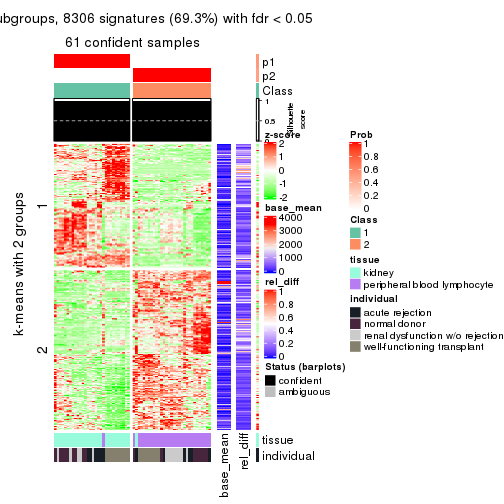 ubgroups, 8306 signatures (69.3%) with fdr < 0.05
61 confident samples
p1
p2
Class
1
0.5
Silhouette
score
z-score
2
1
0
-1
-2
base_mean
4000
3000
2000
1000
0
rel_diff
1
0.8
0.6
0.4
0.2
0
Status (barplots)
confident
ambiguous
Prob
1
0.8
0.6
0.4
0.2
0
Class
1
2
tissue
kidney
peripheral blood lymphocyte
individual
acute rejection
normal donor
renal dysfunction w/o rejection
well-functioning transplant
k-means with 2 groups
1
2
tissue
individual
base_mean
rel_diff